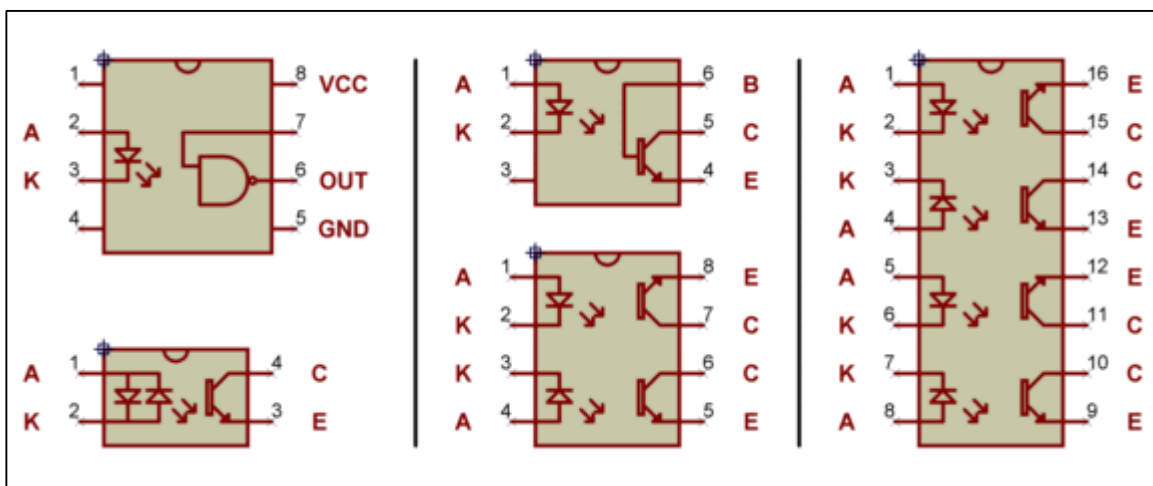 1 8 VCC
A 2 7
K 3 6 OUT
4 5 GND
A 1 4 C
K 2 3 E
A 1 6 B
K 2 5 C
3 4 E
A 1 8 E
K 2 7 C
K 3 6 C
A 4 5 E
A 1 16 E
K 2 15 C
K 3 14 C
A 4 13 E
A 5 12 E
K 6 11 C
K 7 10 C
A 8 9 E